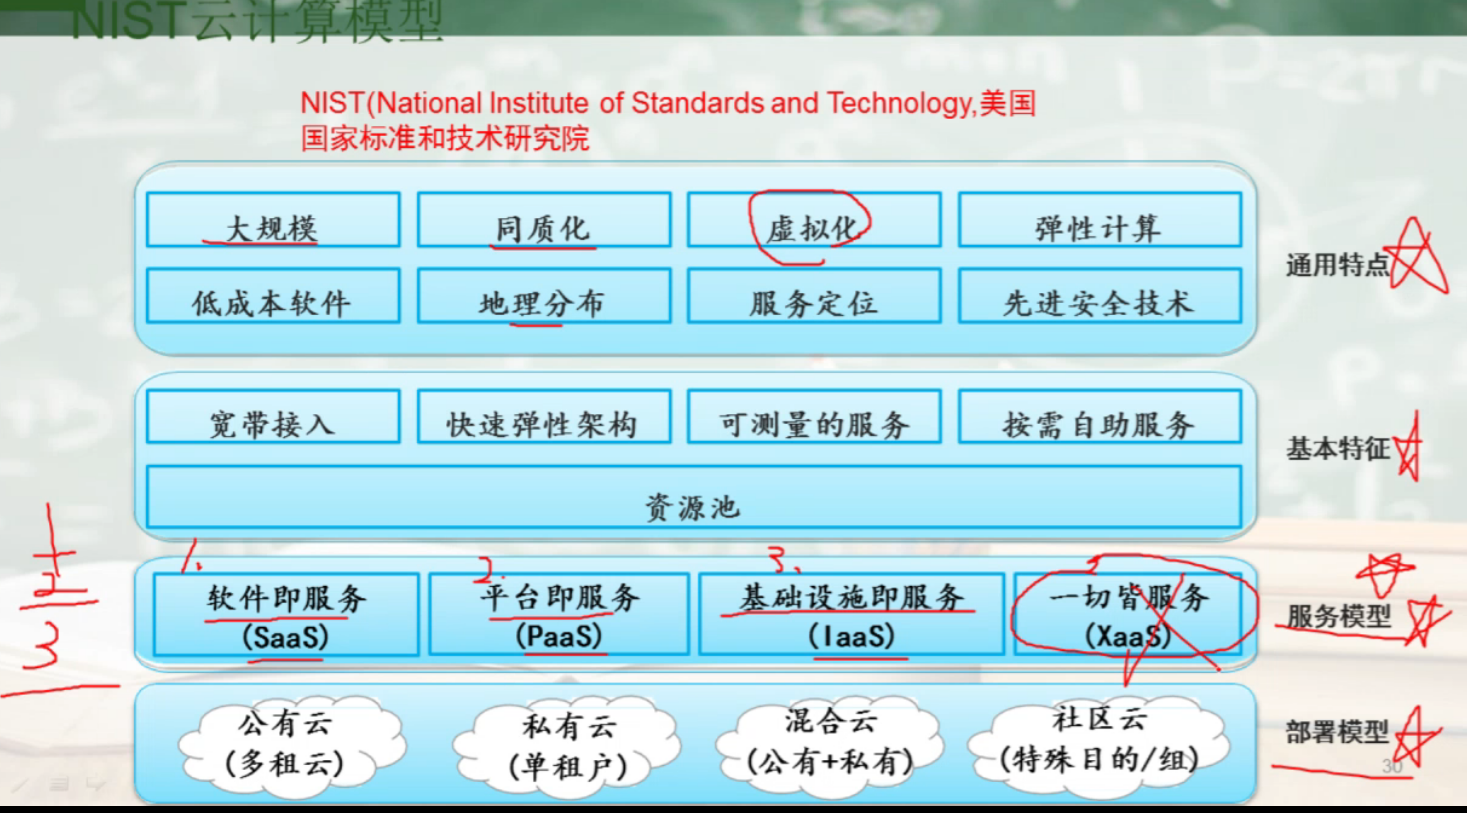 NIST云计算模型
NIST(National Institute of Standards and Technology,美国
国家标准和技术研究院
大规模 同质化 虚拟化 弹性计算
通用特点
低成本软件 地理分布 服务定位 先进安全技术
宽带接入 快速弹性架构 可测量的服务 按需自助服务
基本特征
资源池
1. 2. 3.
软件即服务 平台即服务 基础设施即服务 一切皆服务
(SaaS) (PaaS) (IaaS) (XaaS)
服务模型
公有云 私有云 混合云 社区云
(多租云) (单租户) (公有+私有) (特殊目的/组)
部署模型
30